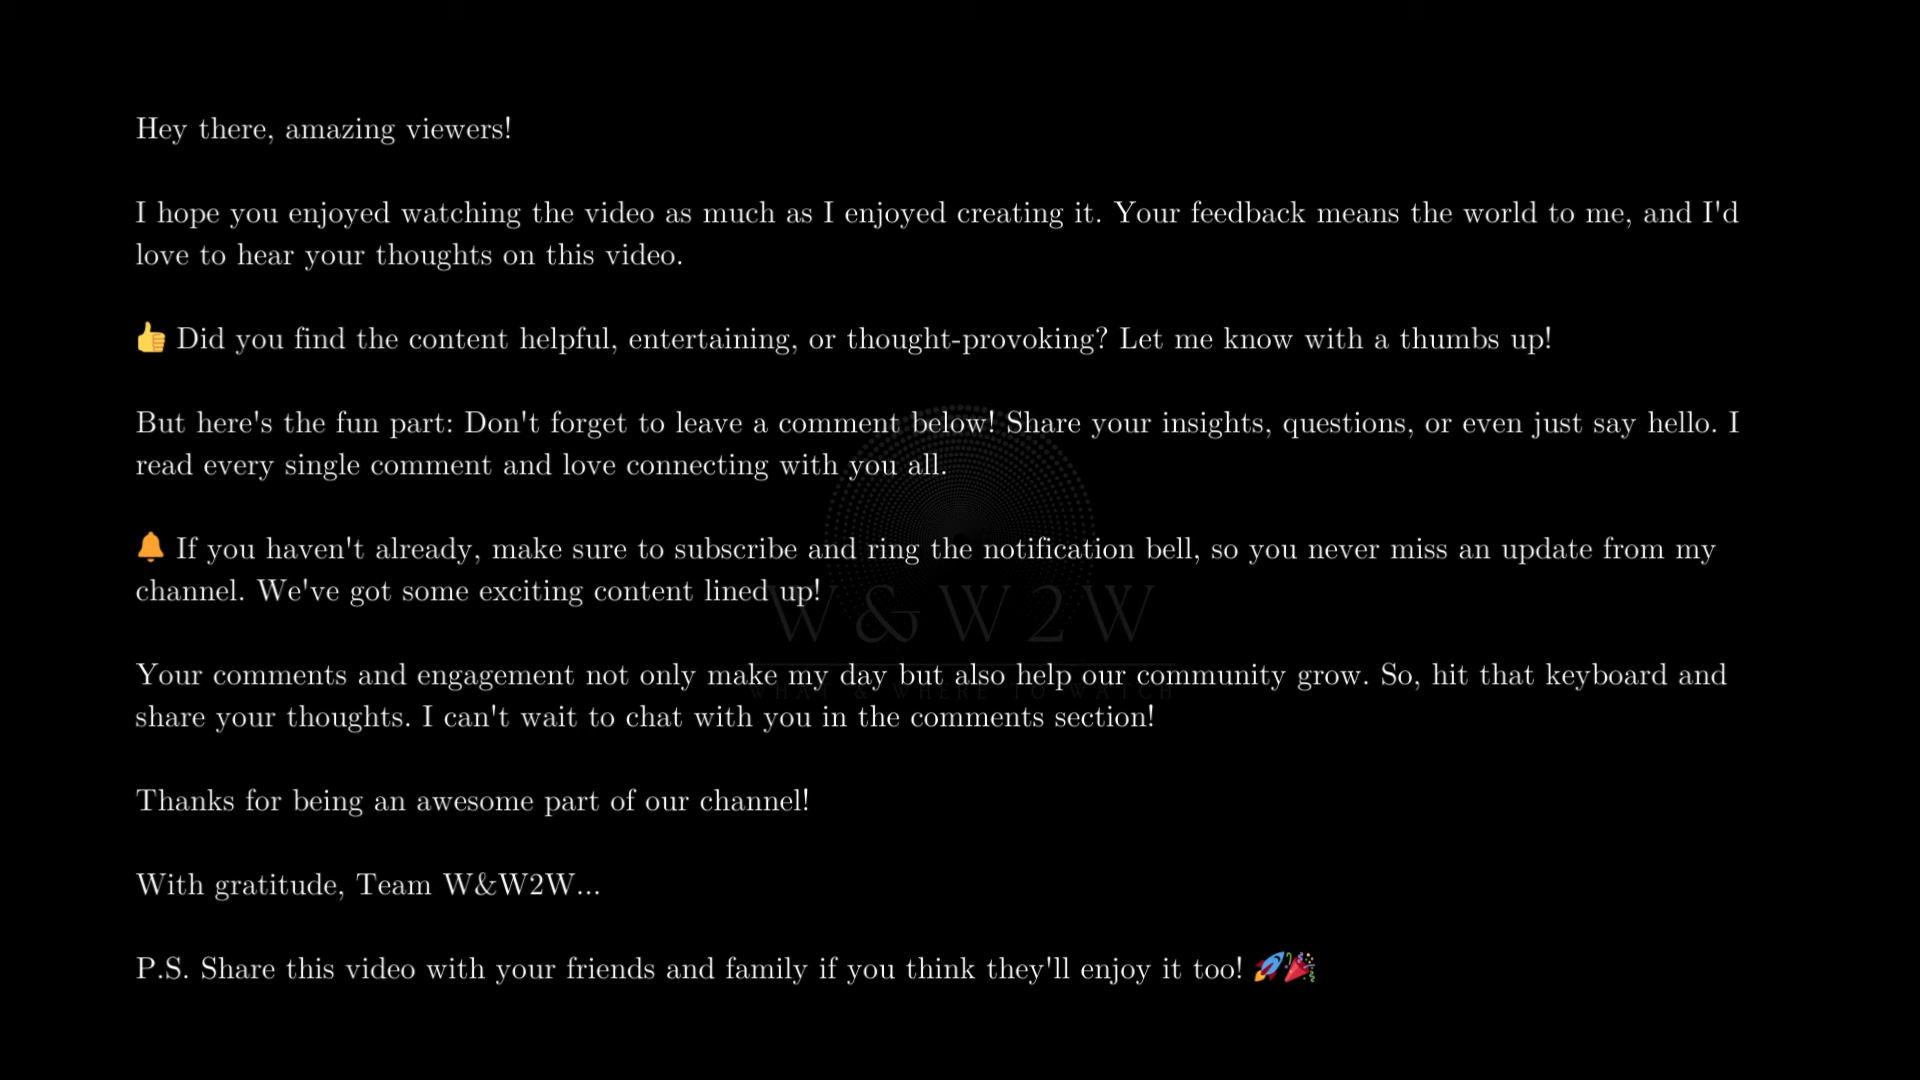 Hey there, amazing viewers!
I hope you enjoyed watching the video as much as I enjoyed creating it. Your feedback means the world to me, and I'd
love to hear your thoughts on this video.
👍 Did you find the content helpful, entertaining, or thought-provoking? Let me know with a thumbs up!
But here's the fun part: Don't forget to leave a comment below! Share your insights, questions, or even just say hello. I
read every single comment and love connecting with you all.
🔔 If you haven't already, make sure to subscribe and ring the notification bell, so you never miss an update from my
channel. We've got some exciting content lined up!
W&W2W
Your comments and engagement not only make my day but also help our community grow. So, hit that keyboard and
WHAT & WHERE TO WATCH
share your thoughts. I can't wait to chat with you in the comments section!
Thanks for being an awesome part of our channel!
With gratitude, Team W&W2W...
P.S. Share this video with your friends and family if you think they'll enjoy it too! 🚀🎉